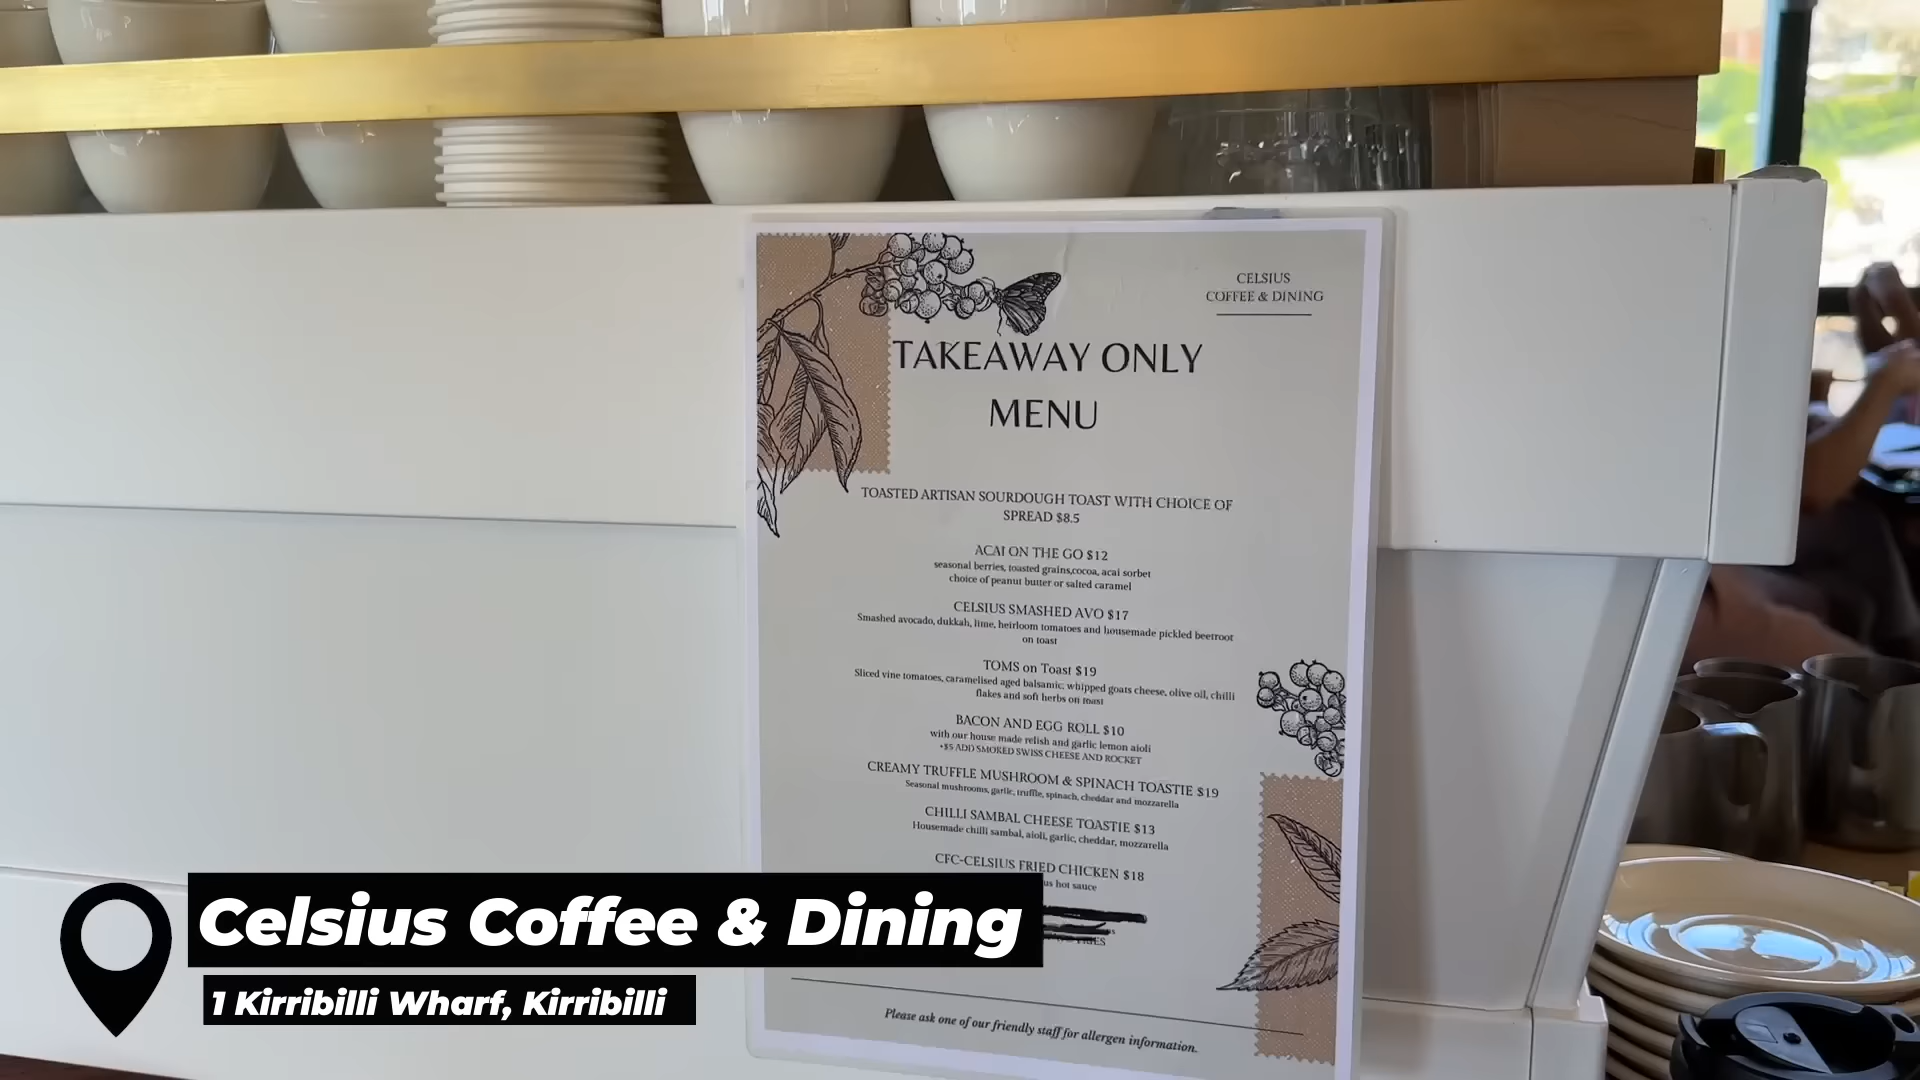 CELSIUS
COFFEE & DINING
TAKEAWAY ONLY
MENU
TOASTED ARTISAN SOURDOUGH TOAST WITH CHOICE OF
SPREAD $8.5
ACAI ON THE GO $12
seasonal berries, toasted grains,cocoa, acai sorbet
choice of peanut butter or salted caramel
CELSIUS SMASHED AVO $17
Smashed avocado, dukkah, lime, heirloom tomatoes and housemade pickled beetroot
on toast
TOMS on Toast $19
Sliced vine tomatoes, caramelised aged balsamic, whipped goats cheese, olive oil, chilli
flakes and soft herbs on toast
BACON AND EGG ROLL $10
with our house made relish and garlic lemon aioli
+$5 ADD SMOKED SWISS CHEESE AND ROCKET
CREAMY TRUFFLE MUSHROOM & SPINACH TOASTIE $19
Seasonal mushrooms, garlic, truffle, spinach, cheddar and mozzarella
CHILLI SAMBAL CHEESE TOASTIE $13
Housemade chilli sambal, aioli, garlic, cheddar, mozzarella
CFC-CELSIUS FRIED CHICKEN $18
hot sauce
Please ask one of our friendly staff for allergen information.
Celsius Coffee & Dining
1 Kirribilli Wharf, Kirribilli